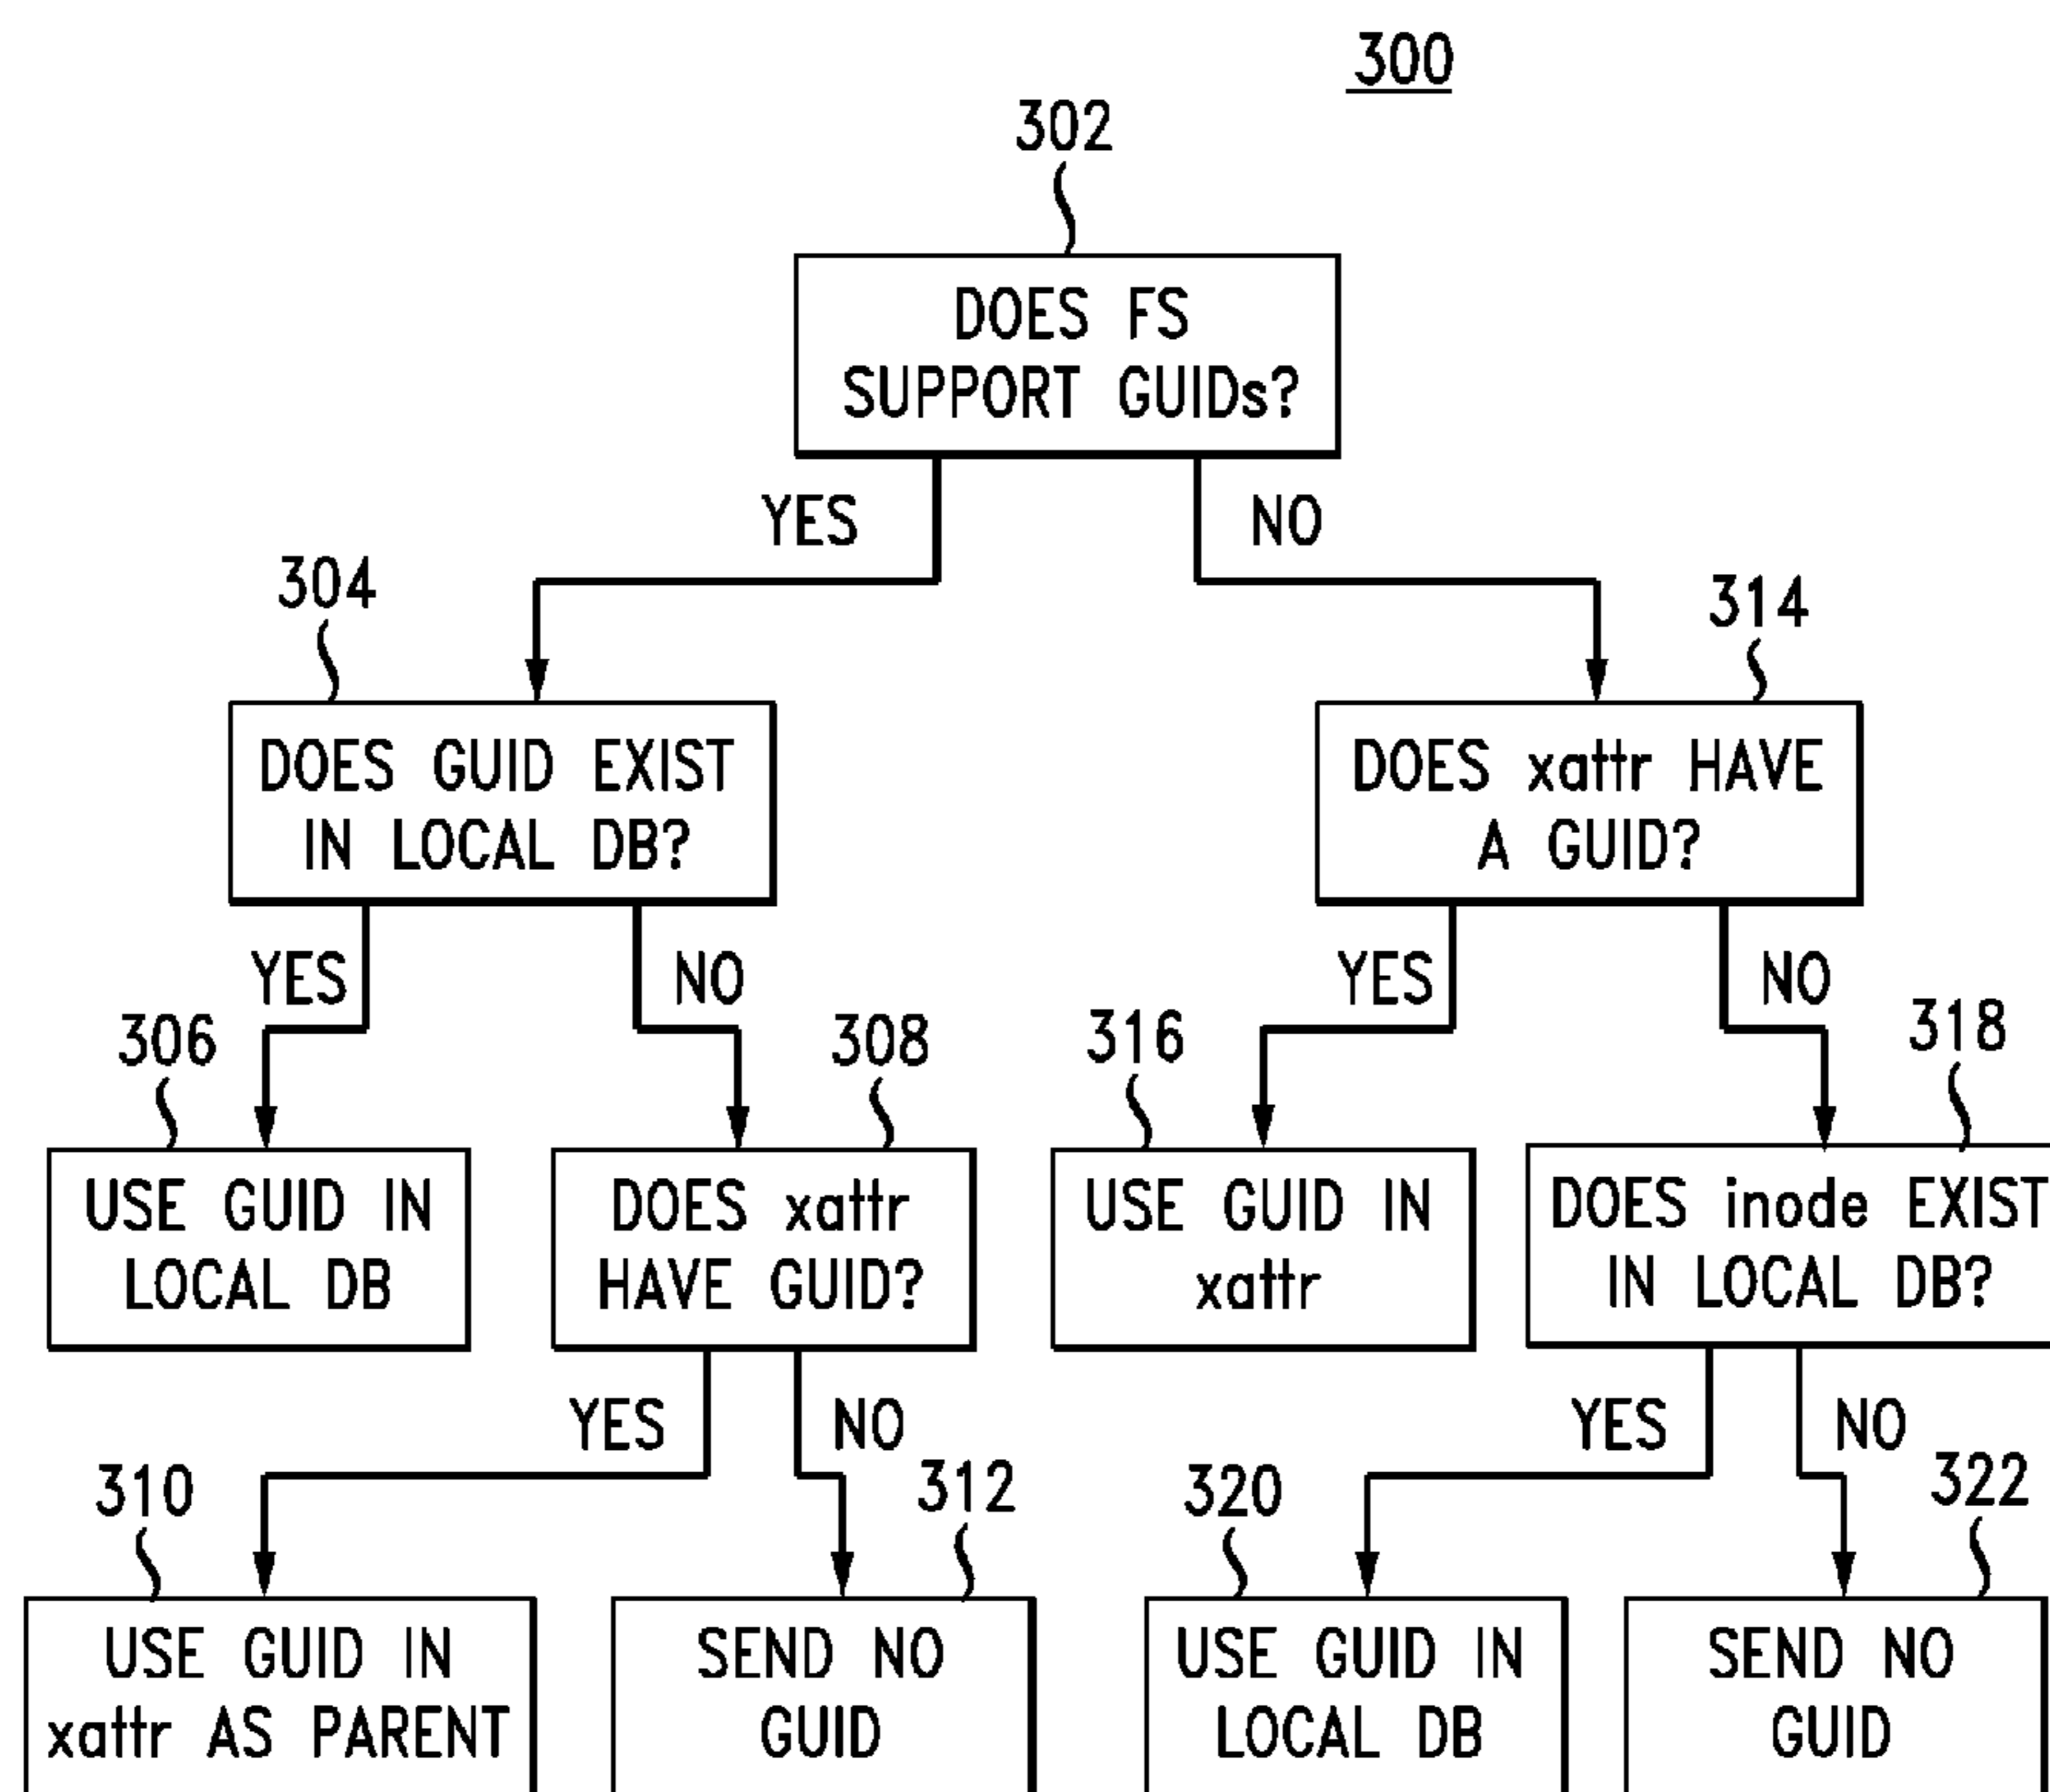 300
302
DOES FS
SUPPORT GUIDs?
YES
NO
304
314
DOES GUID EXIST
IN LOCAL DB?
DOES xattr HAVE
A GUID?
YES
NO
YES
NO
306
308
316
318
USE GUID IN
LOCAL DB
DOES xattr
HAVE GUID?
USE GUID IN
xattr
DOES inode EXIST
IN LOCAL DB?
YES
NO
YES
NO
310
312
320
322
USE GUID IN
xattr AS PARENT
SEND NO
GUID
USE GUID IN
LOCAL DB
SEND NO
GUID